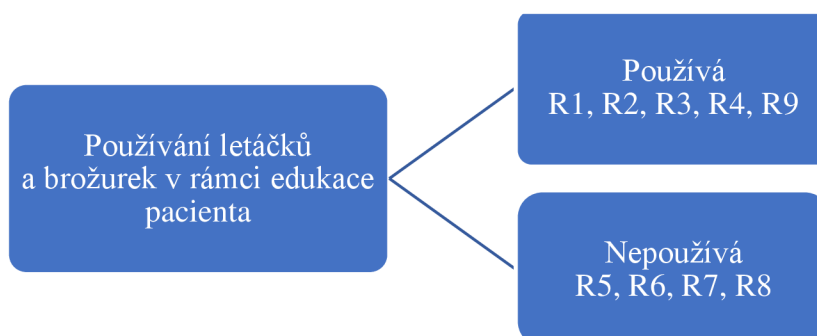 Používání letáčků
a brožurek v rámci edukace
pacienta
Používá
R1, R2, R3, R4, R9
Nepoužívá
R5, R6, R7, R8